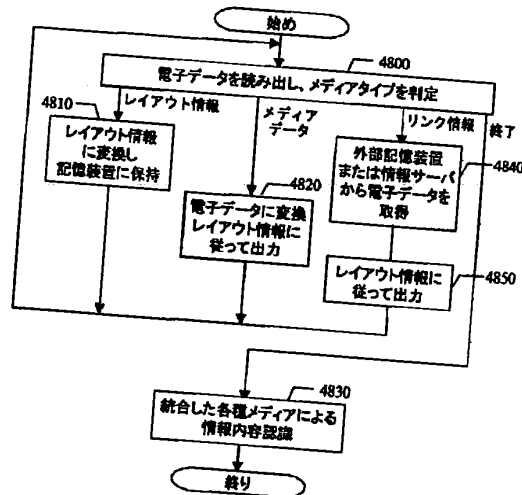 始め
4800
電子データを読み出し、メディアタイプを判定
4810
レイアウト情報
メディア
データ
リンク情報
終了
レイアウト情報
に変換し
記憶装置に保持
4820
電子データに変換
レイアウト情報に
従って出力
外部記憶装置
または情報サーバ
から電子データを
取得
4840
レイアウト情報に
従って出力
4850
4830
統合した各種メディアによる
情報内容認識
終り